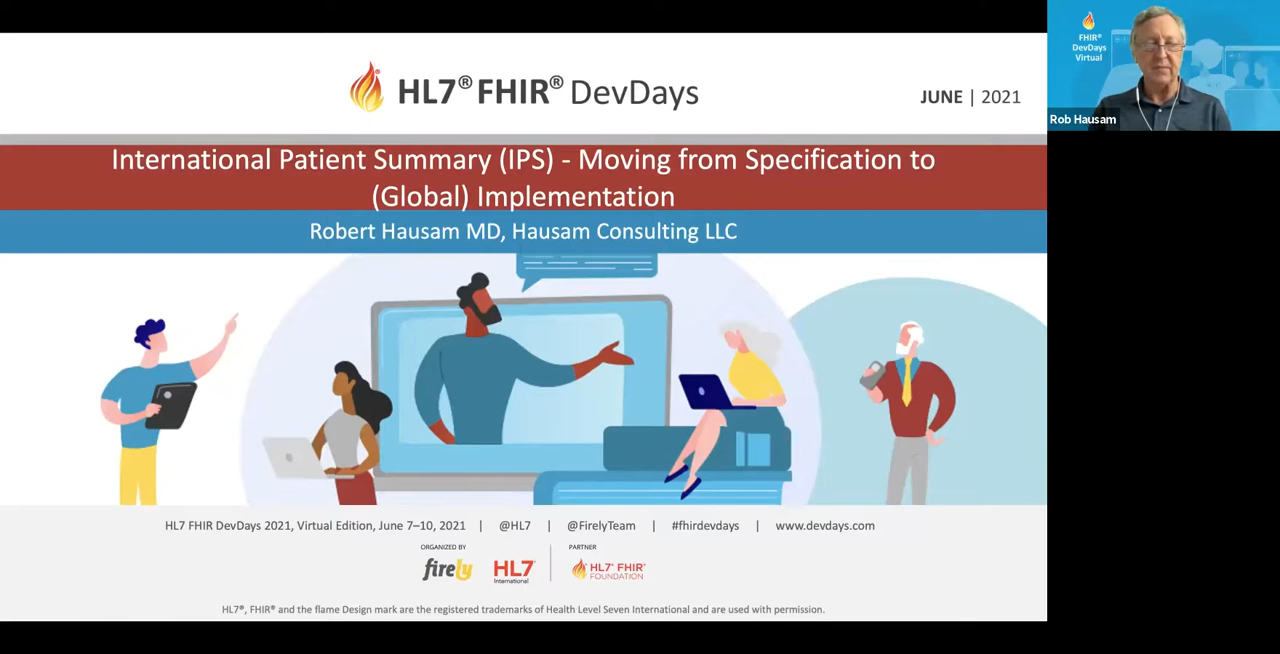 HL7® FHIR® DevDays
JUNE | 2021
International Patient Summary (IPS) - Moving from Specification to
(Global) Implementation
Robert Hausam MD, Hausam Consulting LLC
HL7 FHIR DevDays 2021, Virtual Edition, June 7–10, 2021 | @HL7 | @FirelyTeam | #fhirdevdays | www.devdays.com
ORGANIZED BY
PARTNER
firely
HL7®
International
HL7® FHIR®
FOUNDATION
HL7®, FHIR® and the flame Design mark are the registered trademarks of Health Level Seven International and are used with permission.
FHIR®
DevDays
Virtual
Rob Hausam